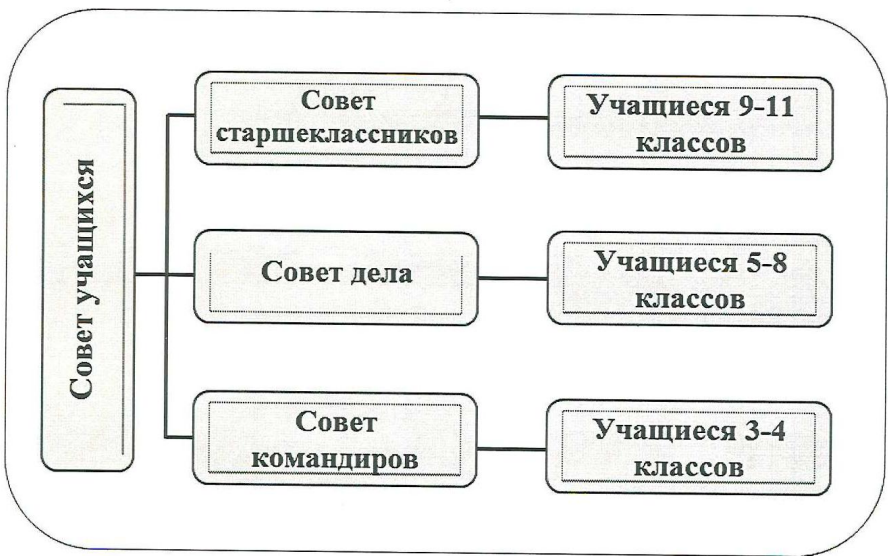 Совет учащихся
Совет
старшеклассников
Учащиеся 9-11
классов
Совет дела
Учащиеся 5-8
классов
Совет
командиров
Учащиеся 3-4
классов